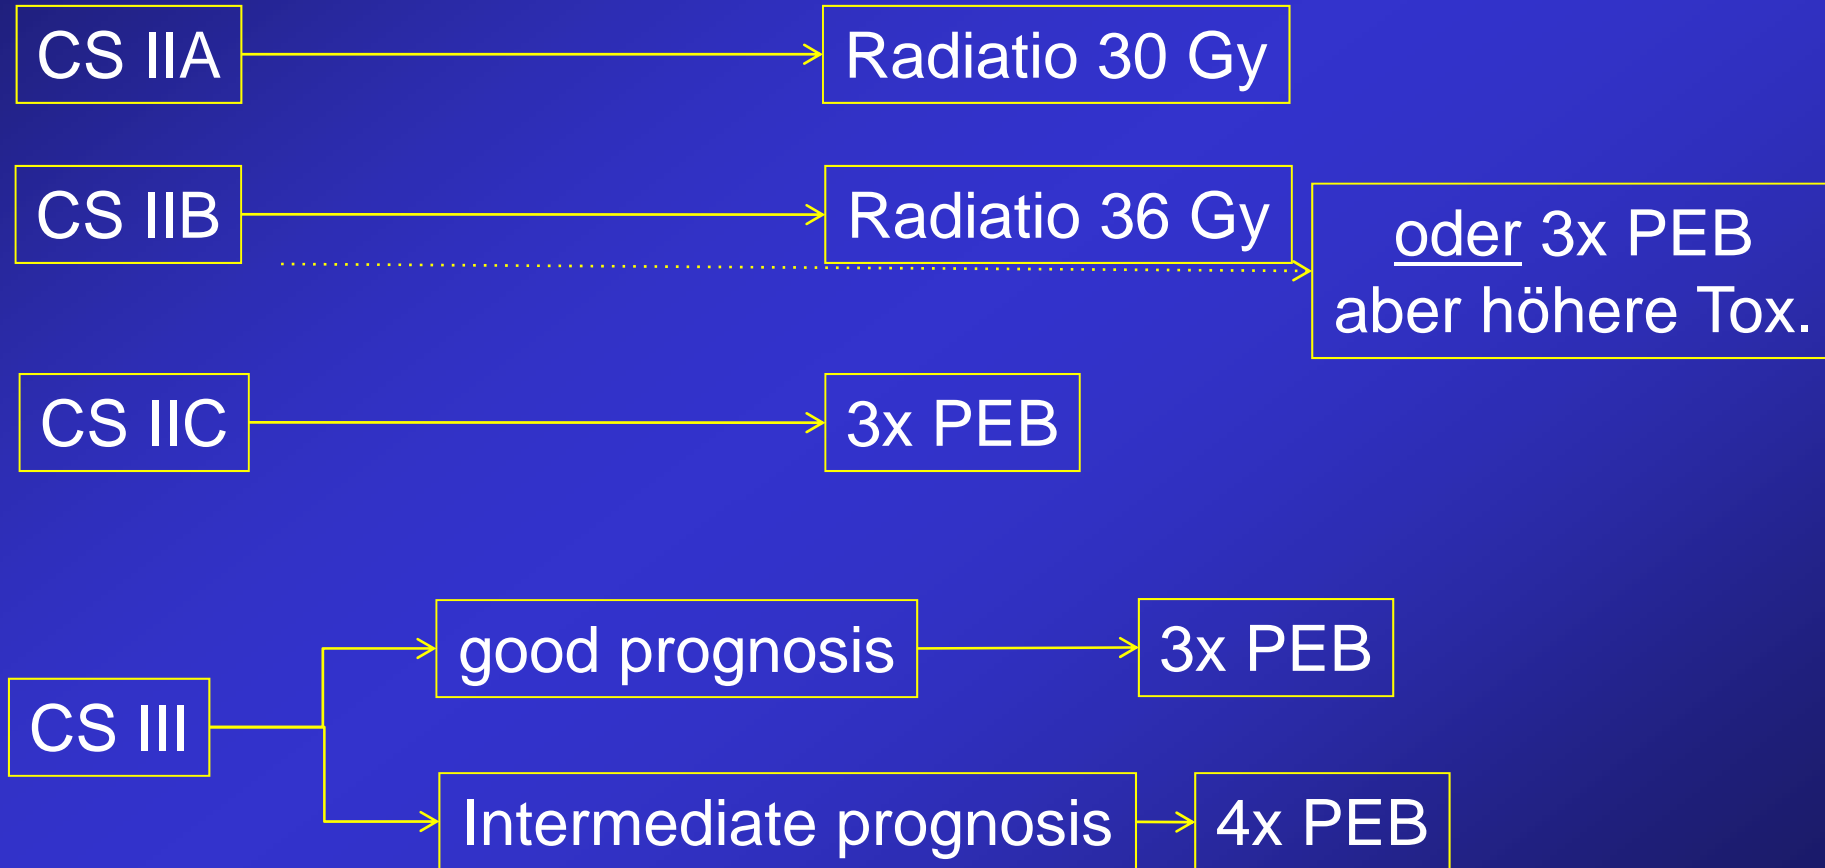 CS IIA
Radiatio 30 Gy
CS IIB
Radiatio 36 Gy
oder 3x PEB
aber höhere Tox.
CS IIC
3x PEB
good prognosis
3x PEB
CS III
Intermediate prognosis
4x PEB